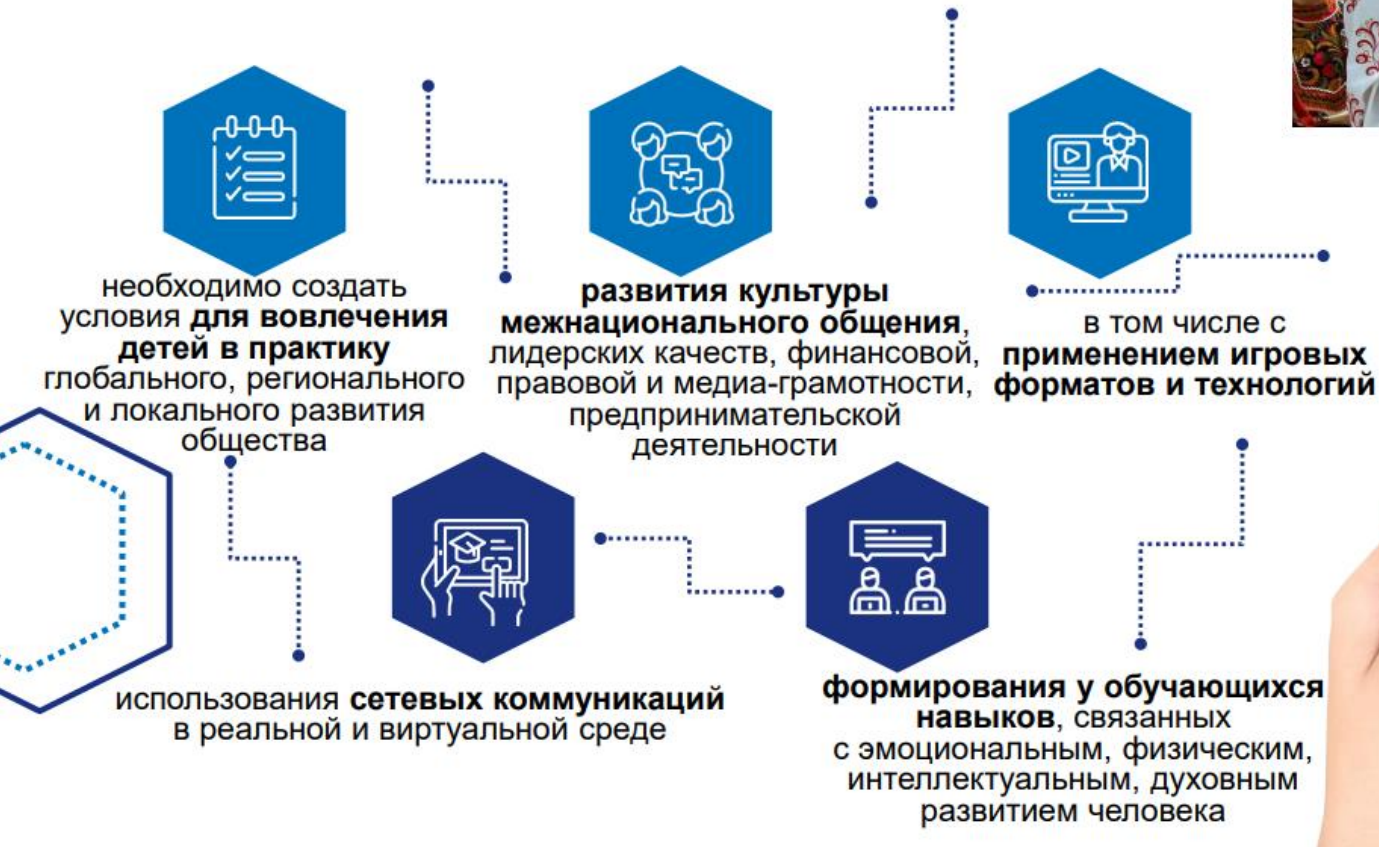 необходимо создать
условия для вовлечения
детей в практику
глобального, регионального
и локального развития
общества
развития культуры
межнационального общения,
лидерских качеств, финансовой,
правовой и медиа-грамотности,
предпринимательской
деятельности
в том числе с
применением игровых
форматов и технологий
использования сетевых коммуникаций
в реальной и виртуальной среде
формирования у обучающихся
навыков, связанных
с эмоциональным, физическим,
интеллектуальным, духовным
развитием человека